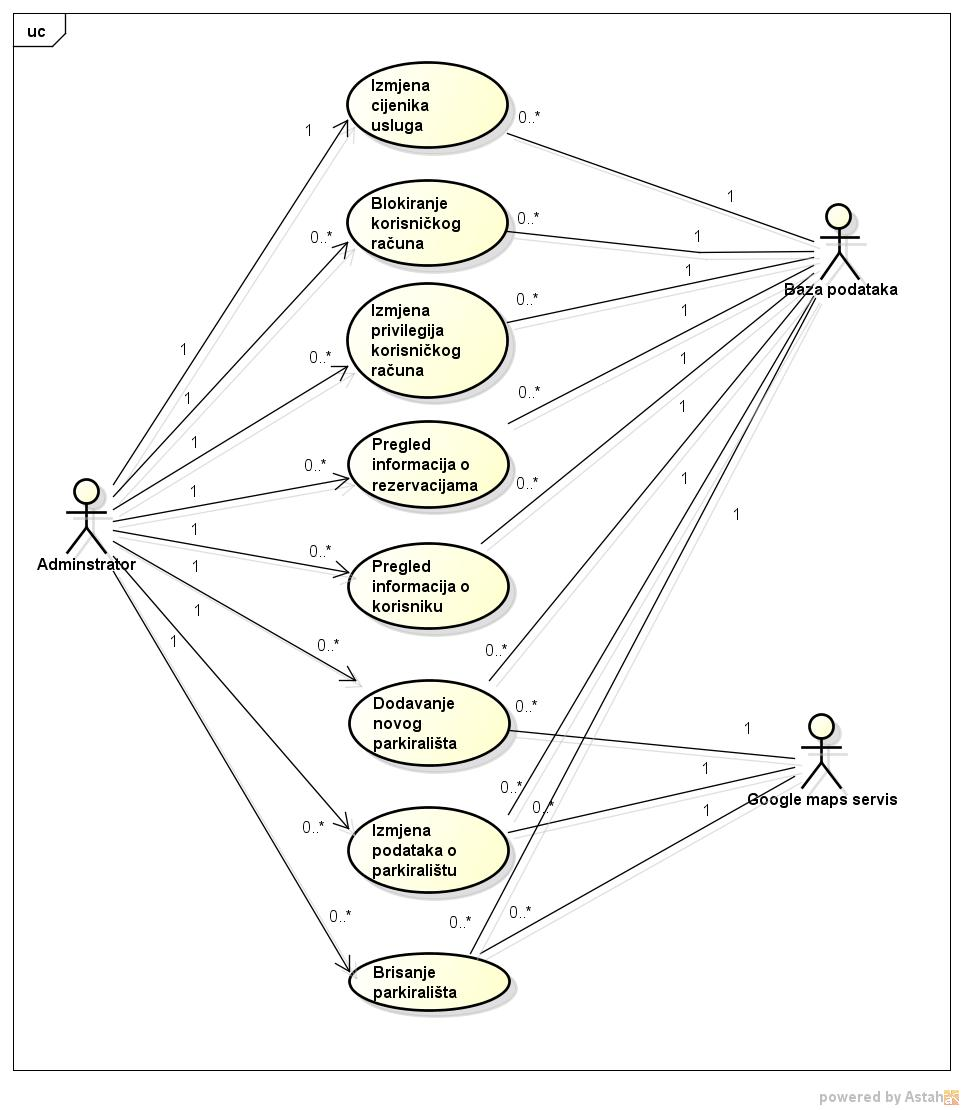 uc
Izmjena
cijenika
usluga
1
0..*
1
Blokiranje
korisničkog
računa
0..*
0..*
1
Baza podataka
1
Izmjena
privilegija
korisničkog
računa
0..*
1
1
0..*
1
1
0..*
1
1
Pregled
informacija o
rezervacijama
0..*
1
1
0..*
1
Adminstrator
1
Pregled
informacija o
korisniku
0..*
1
1
1
0..*
0..*
Dodavanje
novog
parkirališta
0..*
1
Google maps servis
1
0..*
0..*
1
Izmjena
podataka o
parkiralištu
0..*
0..*
0..*
0..*
Brisanje
parkirališta
powered by Astah